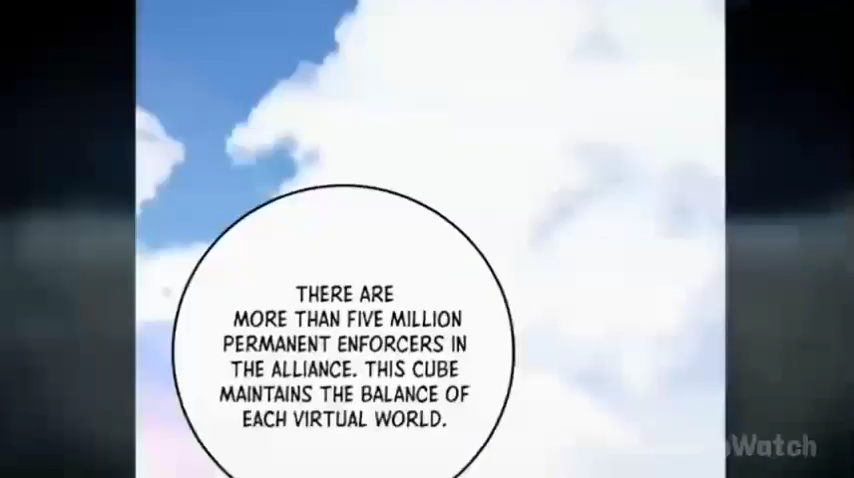 THERE ARE
MORE THAN FIVE MILLION
PERMANENT ENFORCERS IN
THE ALLIANCE. THIS CUBE
MAINTAINS THE BALANCE OF
EACH VIRTUAL WORLD.